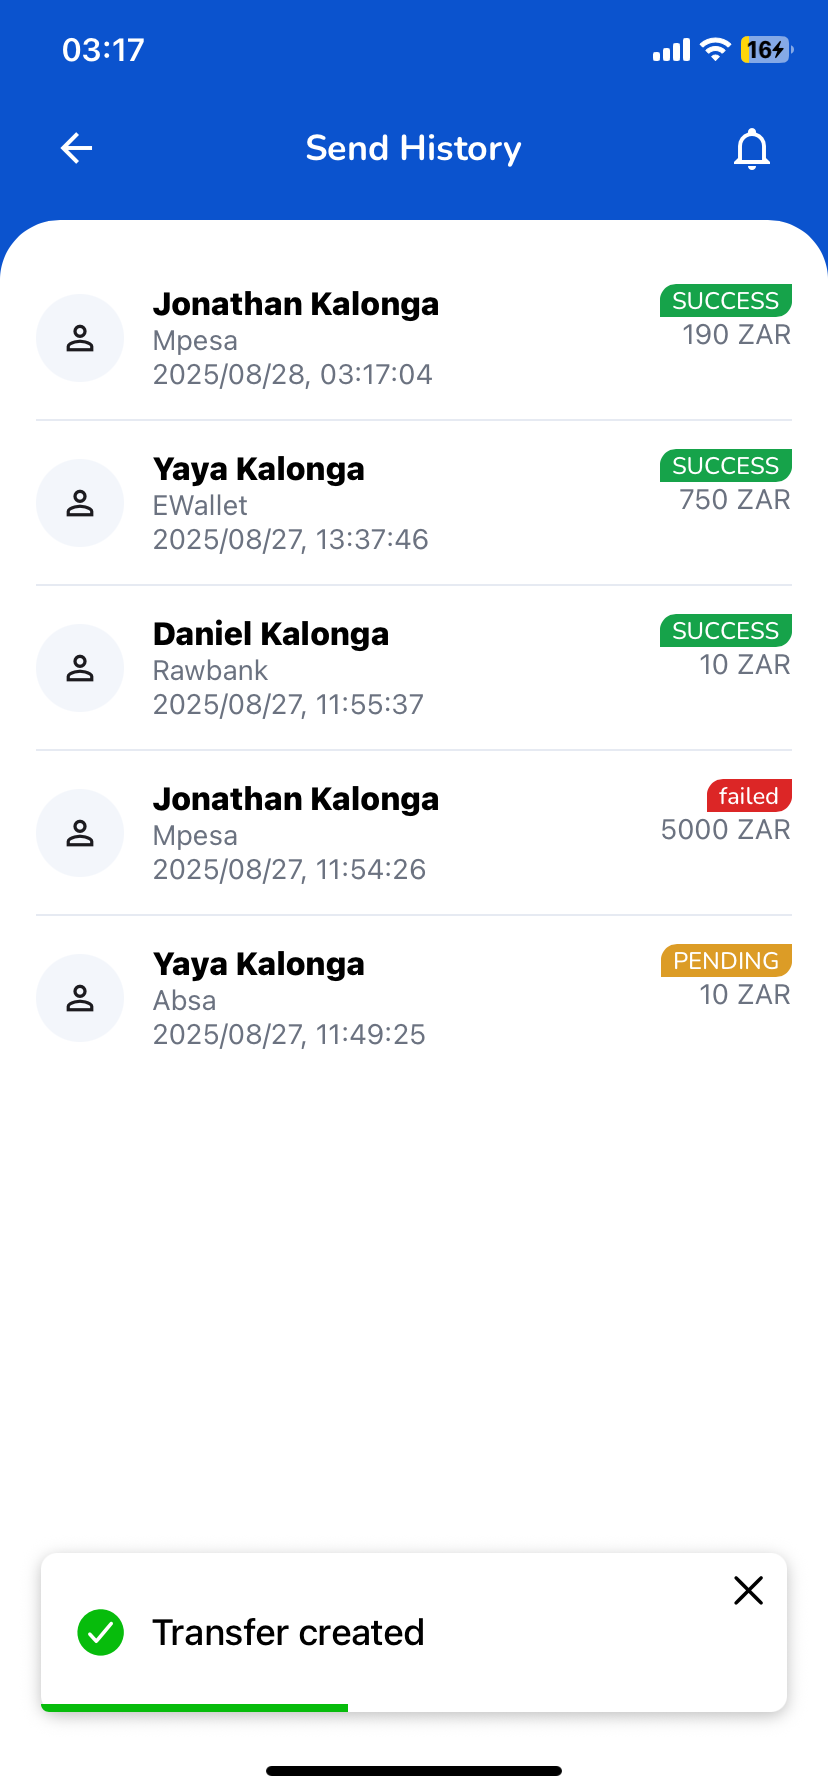 03:17
16
Send History
Jonathan Kalonga
SUCCESS
Mpesa
190 ZAR
2025/08/28, 03:17:04
Yaya Kalonga
SUCCESS
EWallet
750 ZAR
2025/08/27, 13:37:46
Daniel Kalonga
SUCCESS
Rawbank
10 ZAR
2025/08/27, 11:55:37
Jonathan Kalonga
failed
Mpesa
5000 ZAR
2025/08/27, 11:54:26
Yaya Kalonga
PENDING
Absa
10 ZAR
2025/08/27, 11:49:25
Transfer created